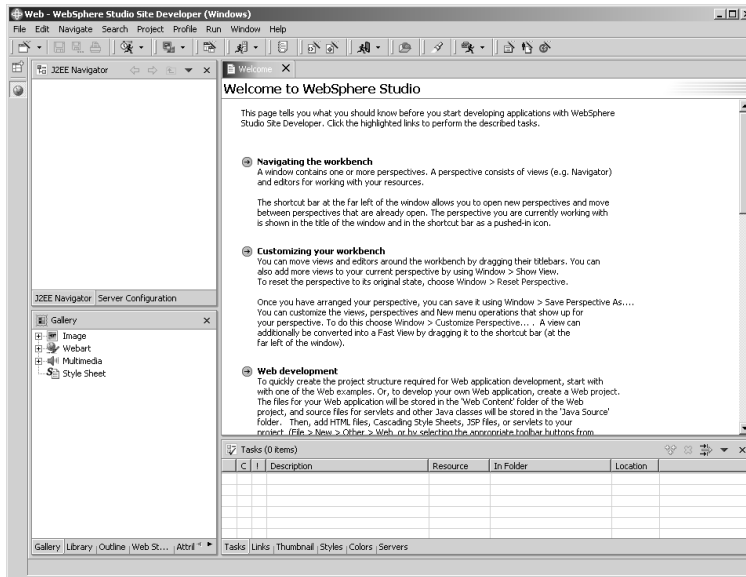 Web - WebSphere Studio Site Developer (Windows)
File Edit Navigate Search Project Profile Run Window Help
J2EE Navigator
Welcome
Welcome to WebSphere Studio
This page tells you what you should know before you start developing applications with WebSphere
Studio Site Developer. Click the highlighted links to perform the described tasks.
Navigating the workbench
A window contains one or more perspectives. A perspective consists of views (e.g. Navigator)
and editors for working with your resources.
The shortcut bar at the far left of the window allows you to open new perspectives and move
between perspectives that are already open. The perspective you are currently working with
is shown in the title of the window and in the shortcut bar as a pushed-in icon.
Customizing your workbench
You can move views and editors around the workbench by dragging their titlebars. You can
also add more views to your current perspective by using Window > Show View.
To reset the perspective to its original state, choose Window > Reset Perspective.
Once you have arranged your perspective, you can save it using Window > Save Perspective As....
You can customize the views, perspectives and New menu operations that show up for
your perspective. To do this choose Window > Customize Perspective... . A view can
additionally be converted into a Fast View by dragging it to the shortcut bar (at the
far left of the window).
Web development
To quickly create the project structure required for Web application development, start with
with one of the Web examples. Or, to develop your own Web application, create a Web project.
The files for your Web application will be stored in the 'Web Content' folder of the Web
project, and source files for servlets and other Java classes will be stored in the 'Java Source'
folder. Then, add HTML files, Cascading Style Sheets, JSP files, or servlets to your
project (File > New > Other > Web, or by selecting the appropriate toolbar buttons from
J2EE Navigator Server Configuration
Gallery
Image
Webart
Multimedia
Style Sheet
Gallery Library Outline Web St... Attri
Tasks (0 items)
C ! Description Resource In Folder Location
Tasks Links Thumbnail Styles Colors Servers